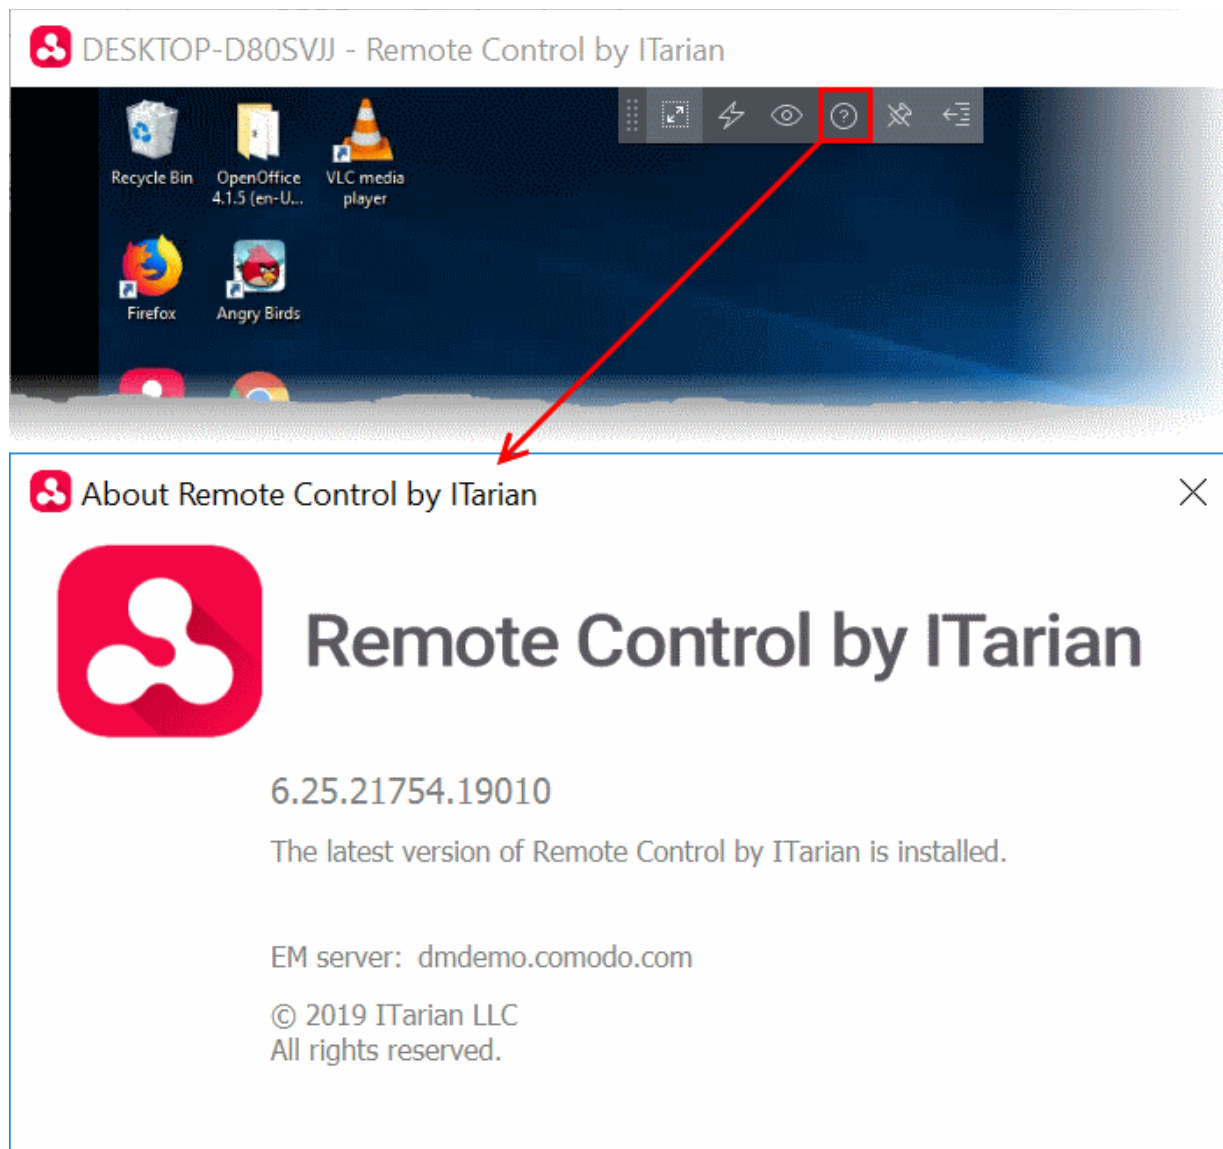 DESKTOP-D80SVJJ - Remote Control by ITarian
Recycle Bin
OpenOffice
4.1.5 (en-U...
VLC media
player
Firefox
Angry Birds
About Remote Control by ITarian
Remote Control by ITarian
6.25.21754.19010
The latest version of Remote Control by ITarian is installed.
EM server: dmdemo.comodo.com
© 2019 ITarian LLC
All rights reserved.